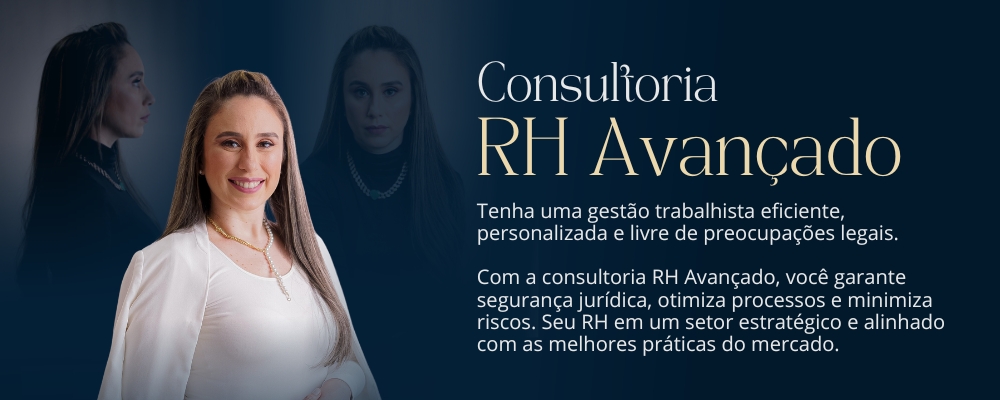 Consultoria
RH Avançado
Tenha uma gestão trabalhista eficiente,
personalizada e livre de preocupações legais.
Com a consultoria RH Avançado, você garante
segurança jurídica, otimiza processos e minimiza
riscos. Seu RH em um setor estratégico e alinhado
com as melhores práticas do mercado.